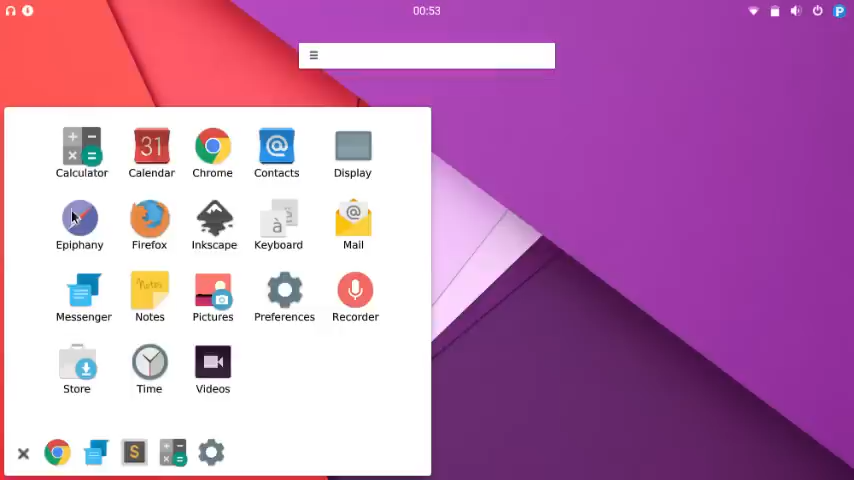 00:53
P
Calculator Calendar Chrome Contacts Display
31
@
Epiphany Firefox Inkscape Keyboard Mail
à
@
Messenger Notes Pictures Preferences Recorder
Notes
Store Time Videos
S